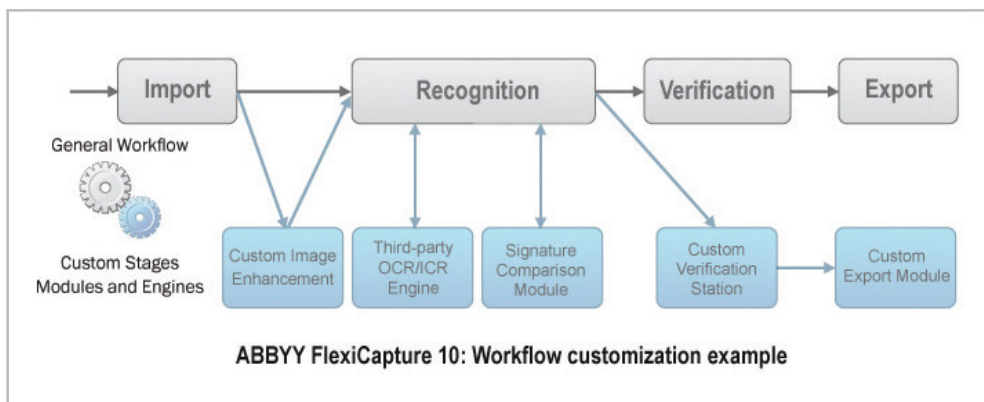 Import
Recognition
Verification
Export
General Workflow
Custom Stages
Modules and Engines
Custom Image
Enhancement
Third-party
OCR/ICR
Engine
Signature
Comparison
Module
Custom
Verification
Station
Custom
Export Module
ABBYY FlexiCapture 10: Workflow customization example